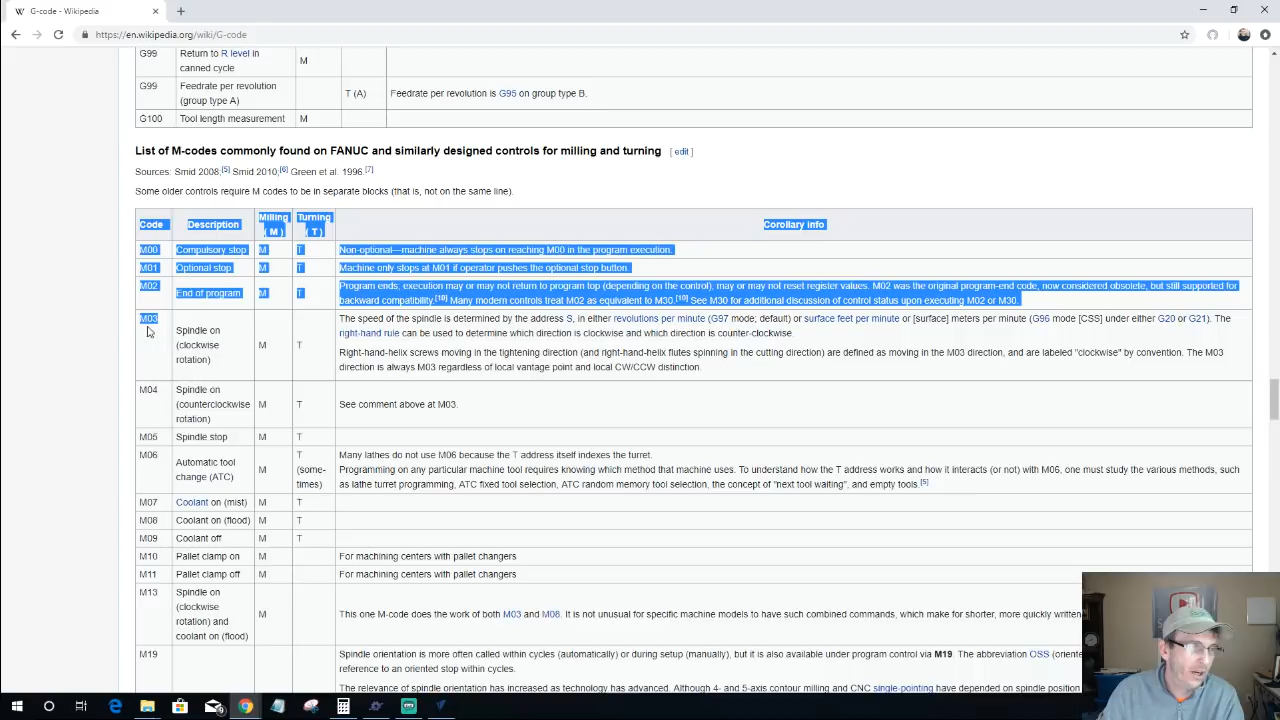 G-code - Wikipedia
https://en.wikipedia.org/wiki/G-code
G99 Return to R level in canned cycle M
G99 Feedrate per revolution (group type A) T (A) Feedrate per revolution is G95 on group type B.
G100 Tool length measurement M
List of M-codes commonly found on FANUC and similarly designed controls for milling and turning [ edit ]
Sources: Smid 2008;[5] Smid 2010;[6] Green et al. 1996.[7]
Some older controls require M codes to be in separate blocks (that is, not on the same line).
Code Description Milling ( M ) Turning ( T ) Corollary info
M00 Compulsory stop M T Non-optional—machine always stops on reaching M00 in the program execution.
M01 Optional stop M T Machine only stops at M01 if operator pushes the optional stop button.
M02 End of program M T Program ends; execution may or may not return to program top (depending on the control); may or may not reset register values. M02 was the original program-end code, now considered obsolete, but still supported for
backward compatibility.[10] Many modern controls treat M02 as equivalent to M30.[10] See M30 for additional discussion of control status upon executing M02 or M30.
M03 Spindle on (clockwise rotation) M T The speed of the spindle is determined by the address S, in either revolutions per minute (G97 mode; default) or surface feet per minute or [surface] meters per minute (G96 mode [CSS] under either G20 or G21). The
right-hand rule can be used to determine which direction is clockwise and which direction is counter-clockwise.
Right-hand-helix screws moving in the tightening direction (and right-hand-helix flutes spinning in the cutting direction) are defined as moving in the M03 direction, and are labeled "clockwise" by convention. The M03
direction is always M03 regardless of local vantage point and local CW/CCW distinction.
M04 Spindle on (counterclockwise rotation) M T See comment above at M03.
M05 Spindle stop M T
M06 Automatic tool change (ATC) M T (some-times) Many lathes do not use M06 because the T address itself indexes the turret.
Programming on any particular machine tool requires knowing which method that machine uses. To understand how the T address works and how it interacts (or not) with M06, one must study the various methods, such
as lathe turret programming, ATC fixed tool selection, ATC random memory tool selection, the concept of "next tool waiting", and empty tools.[5]
M07 Coolant on (mist) M T
M08 Coolant on (flood) M T
M09 Coolant off M T
M10 Pallet clamp on M For machining centers with pallet changers
M11 Pallet clamp off M For machining centers with pallet changers
M13 Spindle on (clockwise rotation) and coolant on (flood) M This one M-code does the work of both M03 and M08. It is not unusual for specific machine models to have such combined commands, which make for shorter, more quickly written
M19 Spindle orientation is more often called within cycles (automatically) or during setup (manually), but it is also available under program control via M19. The abbreviation OSS (oriente
reference to an oriented stop within cycles.
The relevance of spindle orientation has increased as technology has advanced. Although 4- and 5-axis contour milling and CNC single-pointing have depended on spindle position